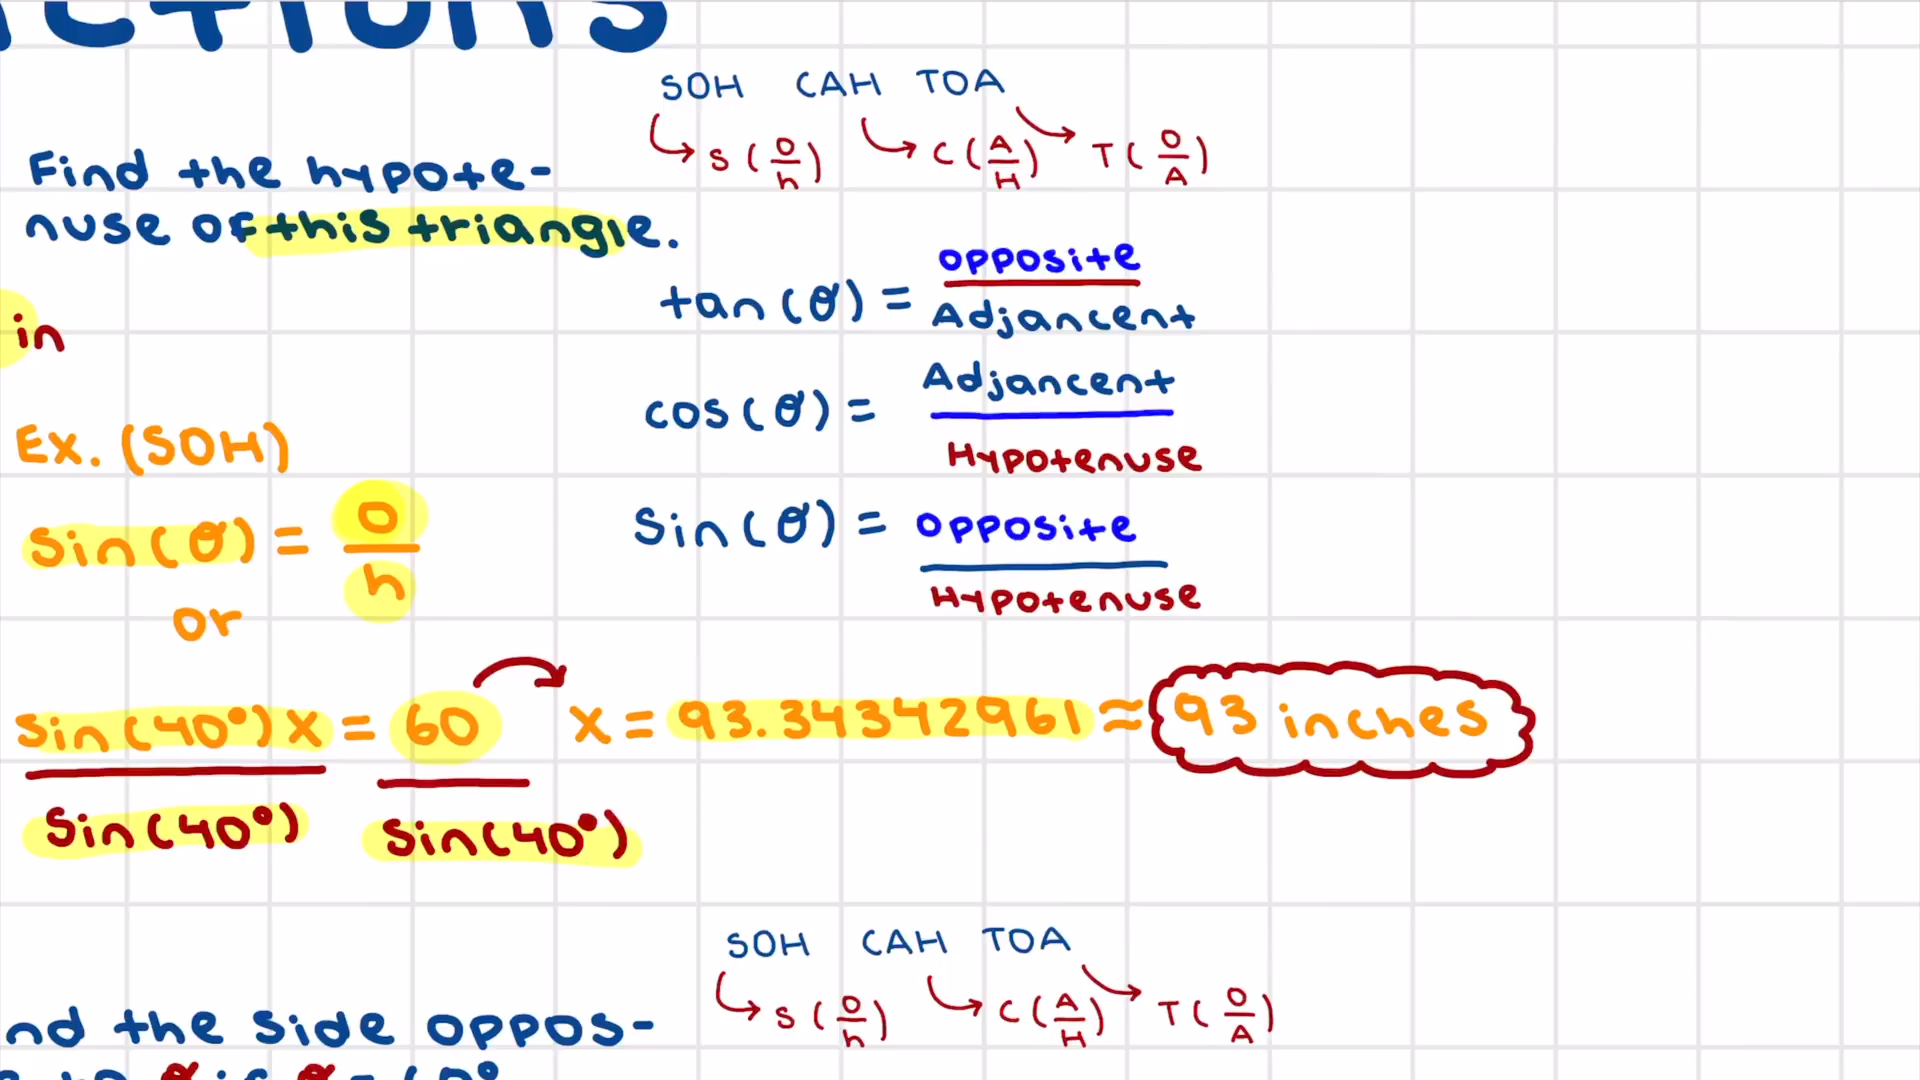 SOH CAH TOA
S(O/h) C(A/H) T(O/A)
Find the hypote-
nuse of this triangle.
in
tan(θ) = opposite / Adjancent
cos(θ) = Adjancent / Hypotenuse
Ex. (SOH)
sin(θ) = o/h
Sin(θ) = opposite / Hypotenuse
or
sin(40°)x = 60 x = 93.34342961 ≈ 93 inches
Sin(40°) Sin(40°)
SOH CAH TOA
S(O/h) C(A/H) T(O/A)
nd the side oppos-